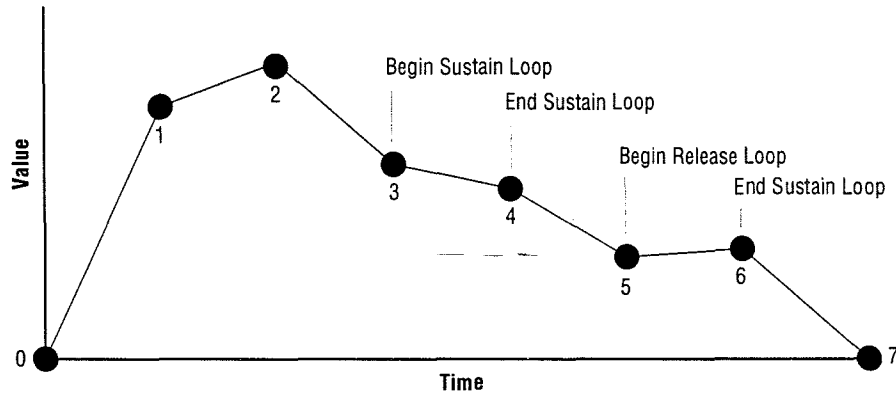 Begin Sustain Loop
End Sustain Loop
Begin Release Loop
End Sustain Loop
Value
0
1
2
3
4
5
6
7
Time